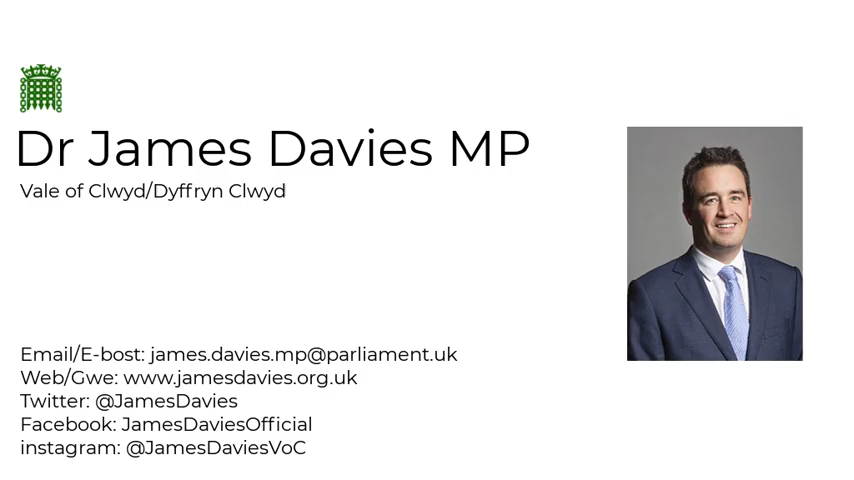 Dr James Davies MP
Vale of Clwyd/Dyffryn Clwyd
Email/E-bost: james.davies.mp@parliament.uk
Web/Gwe: www.jamesdavies.org.uk
Twitter: @JamesDavies
Facebook: JamesDaviesOfficial
instagram: @JamesDaviesVoC